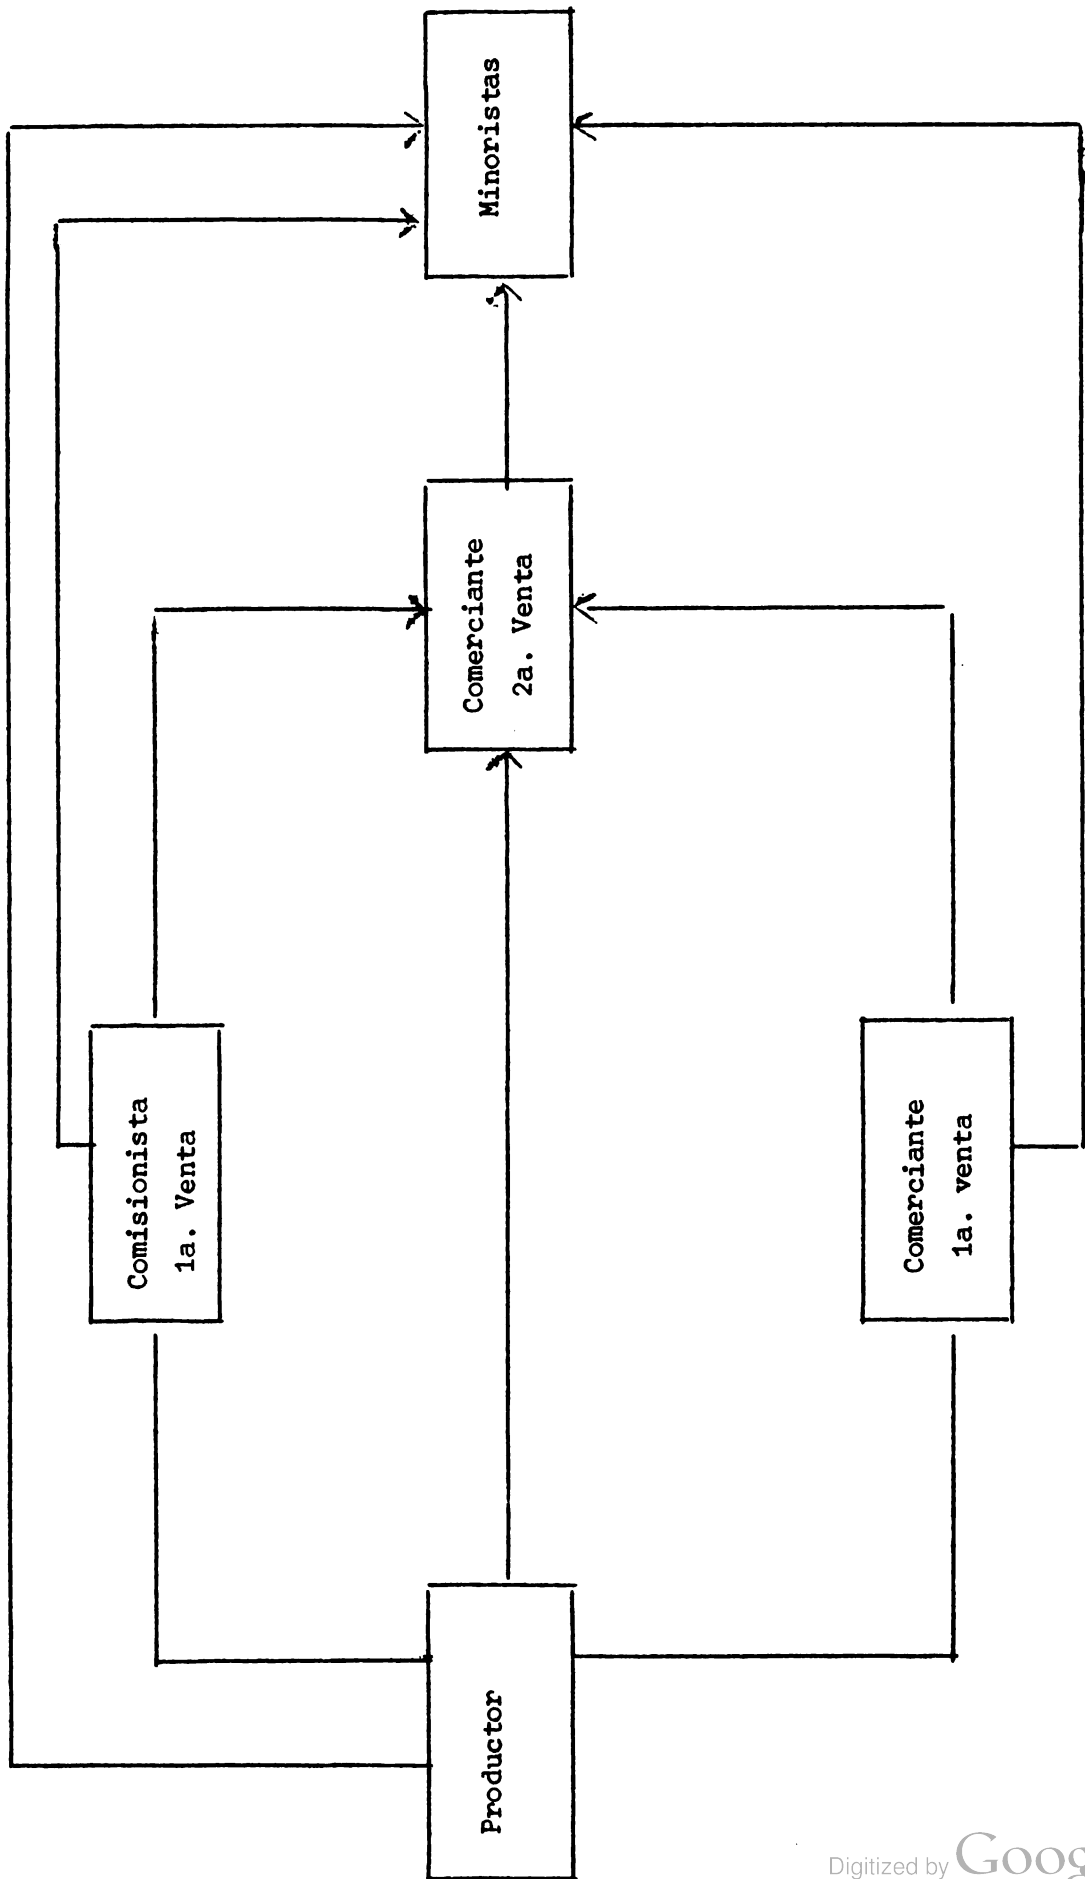 Productor
Comisionista
1a. Venta
Comerciante
1a. venta
Comerciante
2a. Venta
Minoristas
Digitized by Goog